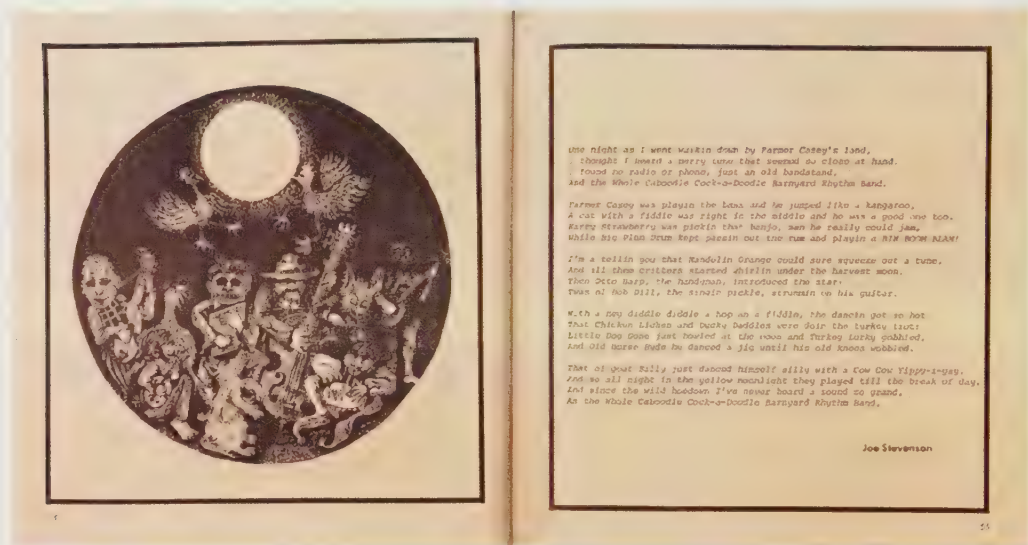 One night as I went walkin down by Farmer Casey's land,
thought I heard a merry tune that seemed so close at hand.
found no radio or phono, just an old bandstand,
And the Whole Caboodle Cock-a-Doodle Barnyard Rhythm Band.
Farmer Casey was playin the bass and he jumped like a kangaroo,
A cat with a fiddle was right in the middle and he was a good one too.
Harry Strawberry was pickin that banjo, man he really could jam,
While big Plum Drum kept passin out the rum and playin a BIM BOOM BLAM!
I'm a tellin you that Mandolin Orange could sure squeeze out a tune,
And all them critters started whirlin under the harvest moon.
Then Otto Harp, the handyman, introduced the star:
Twas ol Bob Dill, the singin pickle, strummin on his guitar.
With a hey diddle diddle a hop an a fiddle, the dancin got so hot
That Chicken Lichen and Ducky Daddles were doin the turkey trot;
Little Dog Gone just howled at the moon and Turkey Lurky gobbled,
And Old Horse Hyde he danced a jig until his old knees wobbled.
That ol goat Billy just danced himself silly with a Cow Cow Yippy-i-yay,
And so all night in the yellow moonlight they played till the break of day,
And since the wild hoedown I've never heard a sound so grand,
As the Whole Caboodle Cock-a-Doodle Barnyard Rhythm Band.
Joe Stevenson